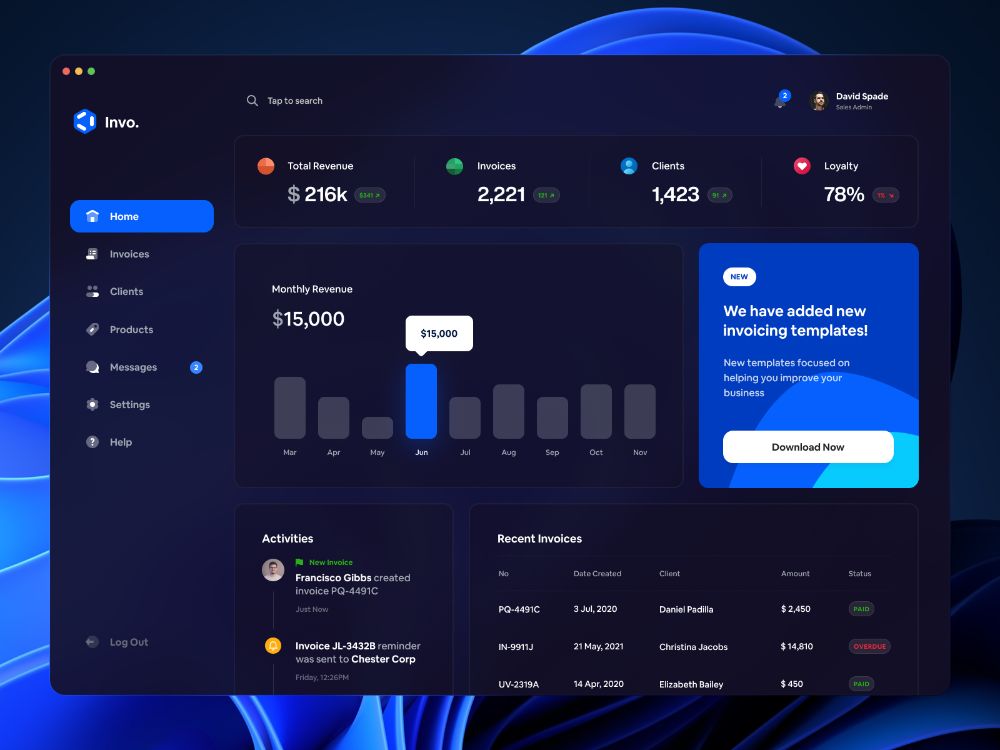 Tap to search
2
David Spade
Sales Admin
Invo.
Home
Invoices
Clients
Products
Messages
2
Settings
Help
Log Out
Total Revenue
$ 216k
$341 ↗
Invoices
2,221
121 ↗
Clients
1,423
91 ↗
Loyalty
78%
1% ↘
Monthly Revenue
$15,000
$15,000
Mar Apr May Jun Jul Aug Sep Oct Nov
NEW
We have added new
invoicing templates!
New templates focused on
helping you improve your
business
Download Now
Activities
New Invoice
Francisco Gibbs created
invoice PQ-4491C
Just Now
Invoice JL-3432B reminder
was sent to Chester Corp
Friday, 12:26PM
Recent Invoices
No Date Created Client Amount Status
PQ-4491C 3 Jul, 2020 Daniel Padilla $ 2,450 PAID
IN-9911J 21 May, 2021 Christina Jacobs $ 14,810 OVERDUE
UV-2319A 14 Apr, 2020 Elizabeth Bailey $ 450 PAID